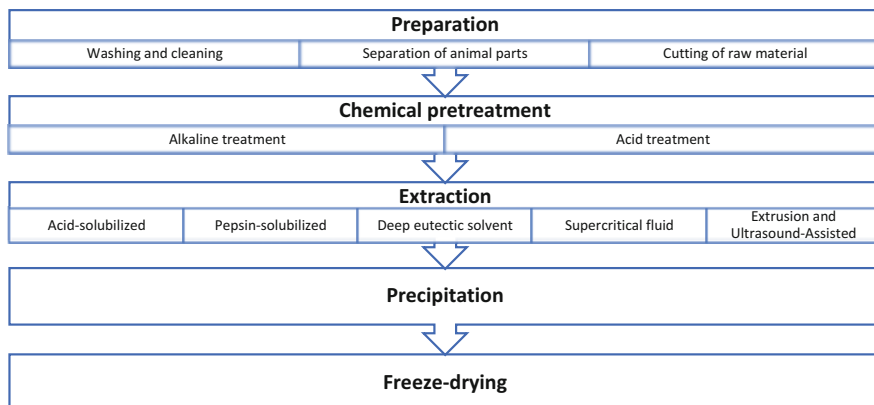 Preparation
Washing and cleaning
Separation of animal parts
Cutting of raw material
Chemical pretreatment
Alkaline treatment
Acid treatment
Extraction
Acid-solubilized
Pepsin-solubilized
Deep eutectic solvent
Supercritical fluid
Extrusion and
Ultrasound-Assisted
Precipitation
Freeze-drying